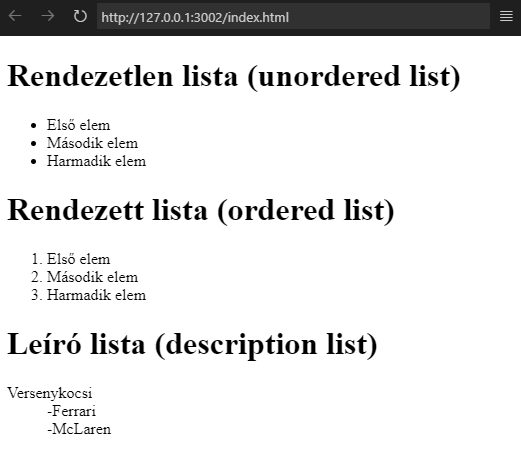 http://127.0.0.1:3002/index.html
Rendezetlen lista (unordered list)
• Első elem
• Második elem
• Harmadik elem
Rendezett lista (ordered list)
1. Első elem
2. Második elem
3. Harmadik elem
Leíró lista (description list)
Versenykocsi
-Ferrari
-McLaren